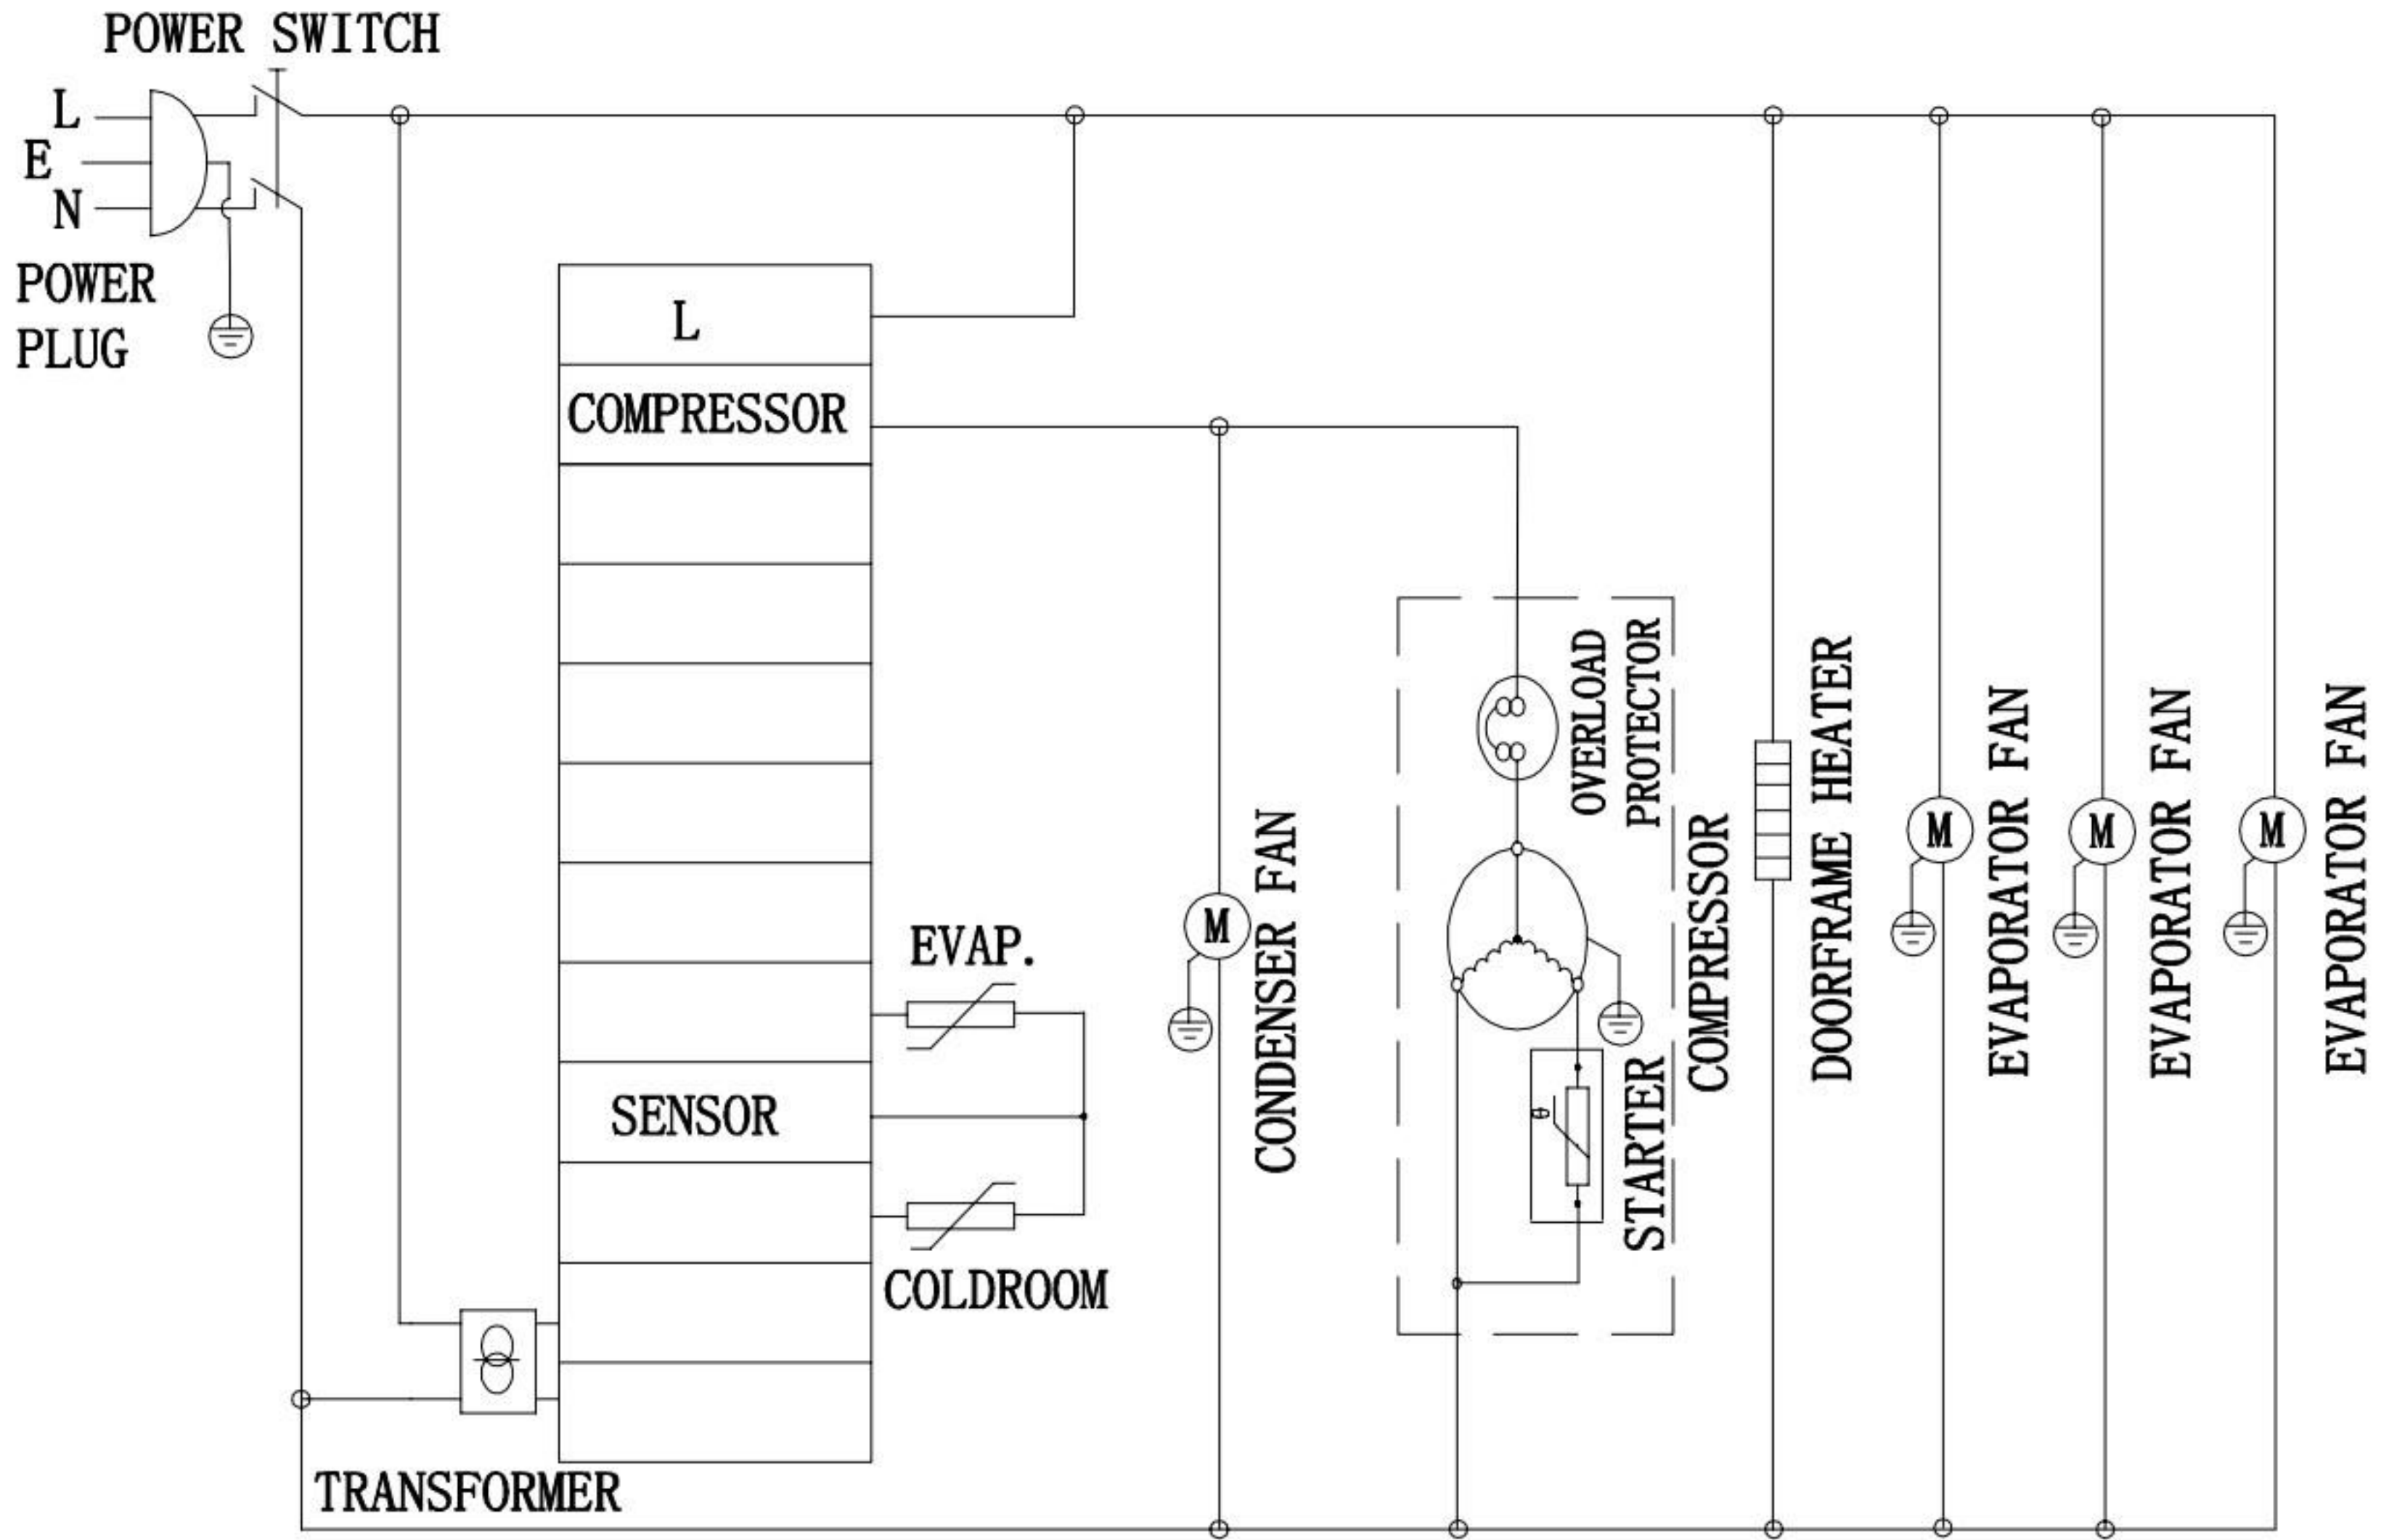 POWER SWITCH
L
E
N
POWER
PLUG
L
COMPRESSOR
SENSOR
EVAP.
COLDROOM
TRANSFORMER
M
CONDENSER FAN
OVERLOAD
PROTECTOR
COMPRESSOR
STARTER
θ
DOORFRAME HEATER
M
EVAPORATOR FAN
M
EVAPORATOR FAN
M
EVAPORATOR FAN